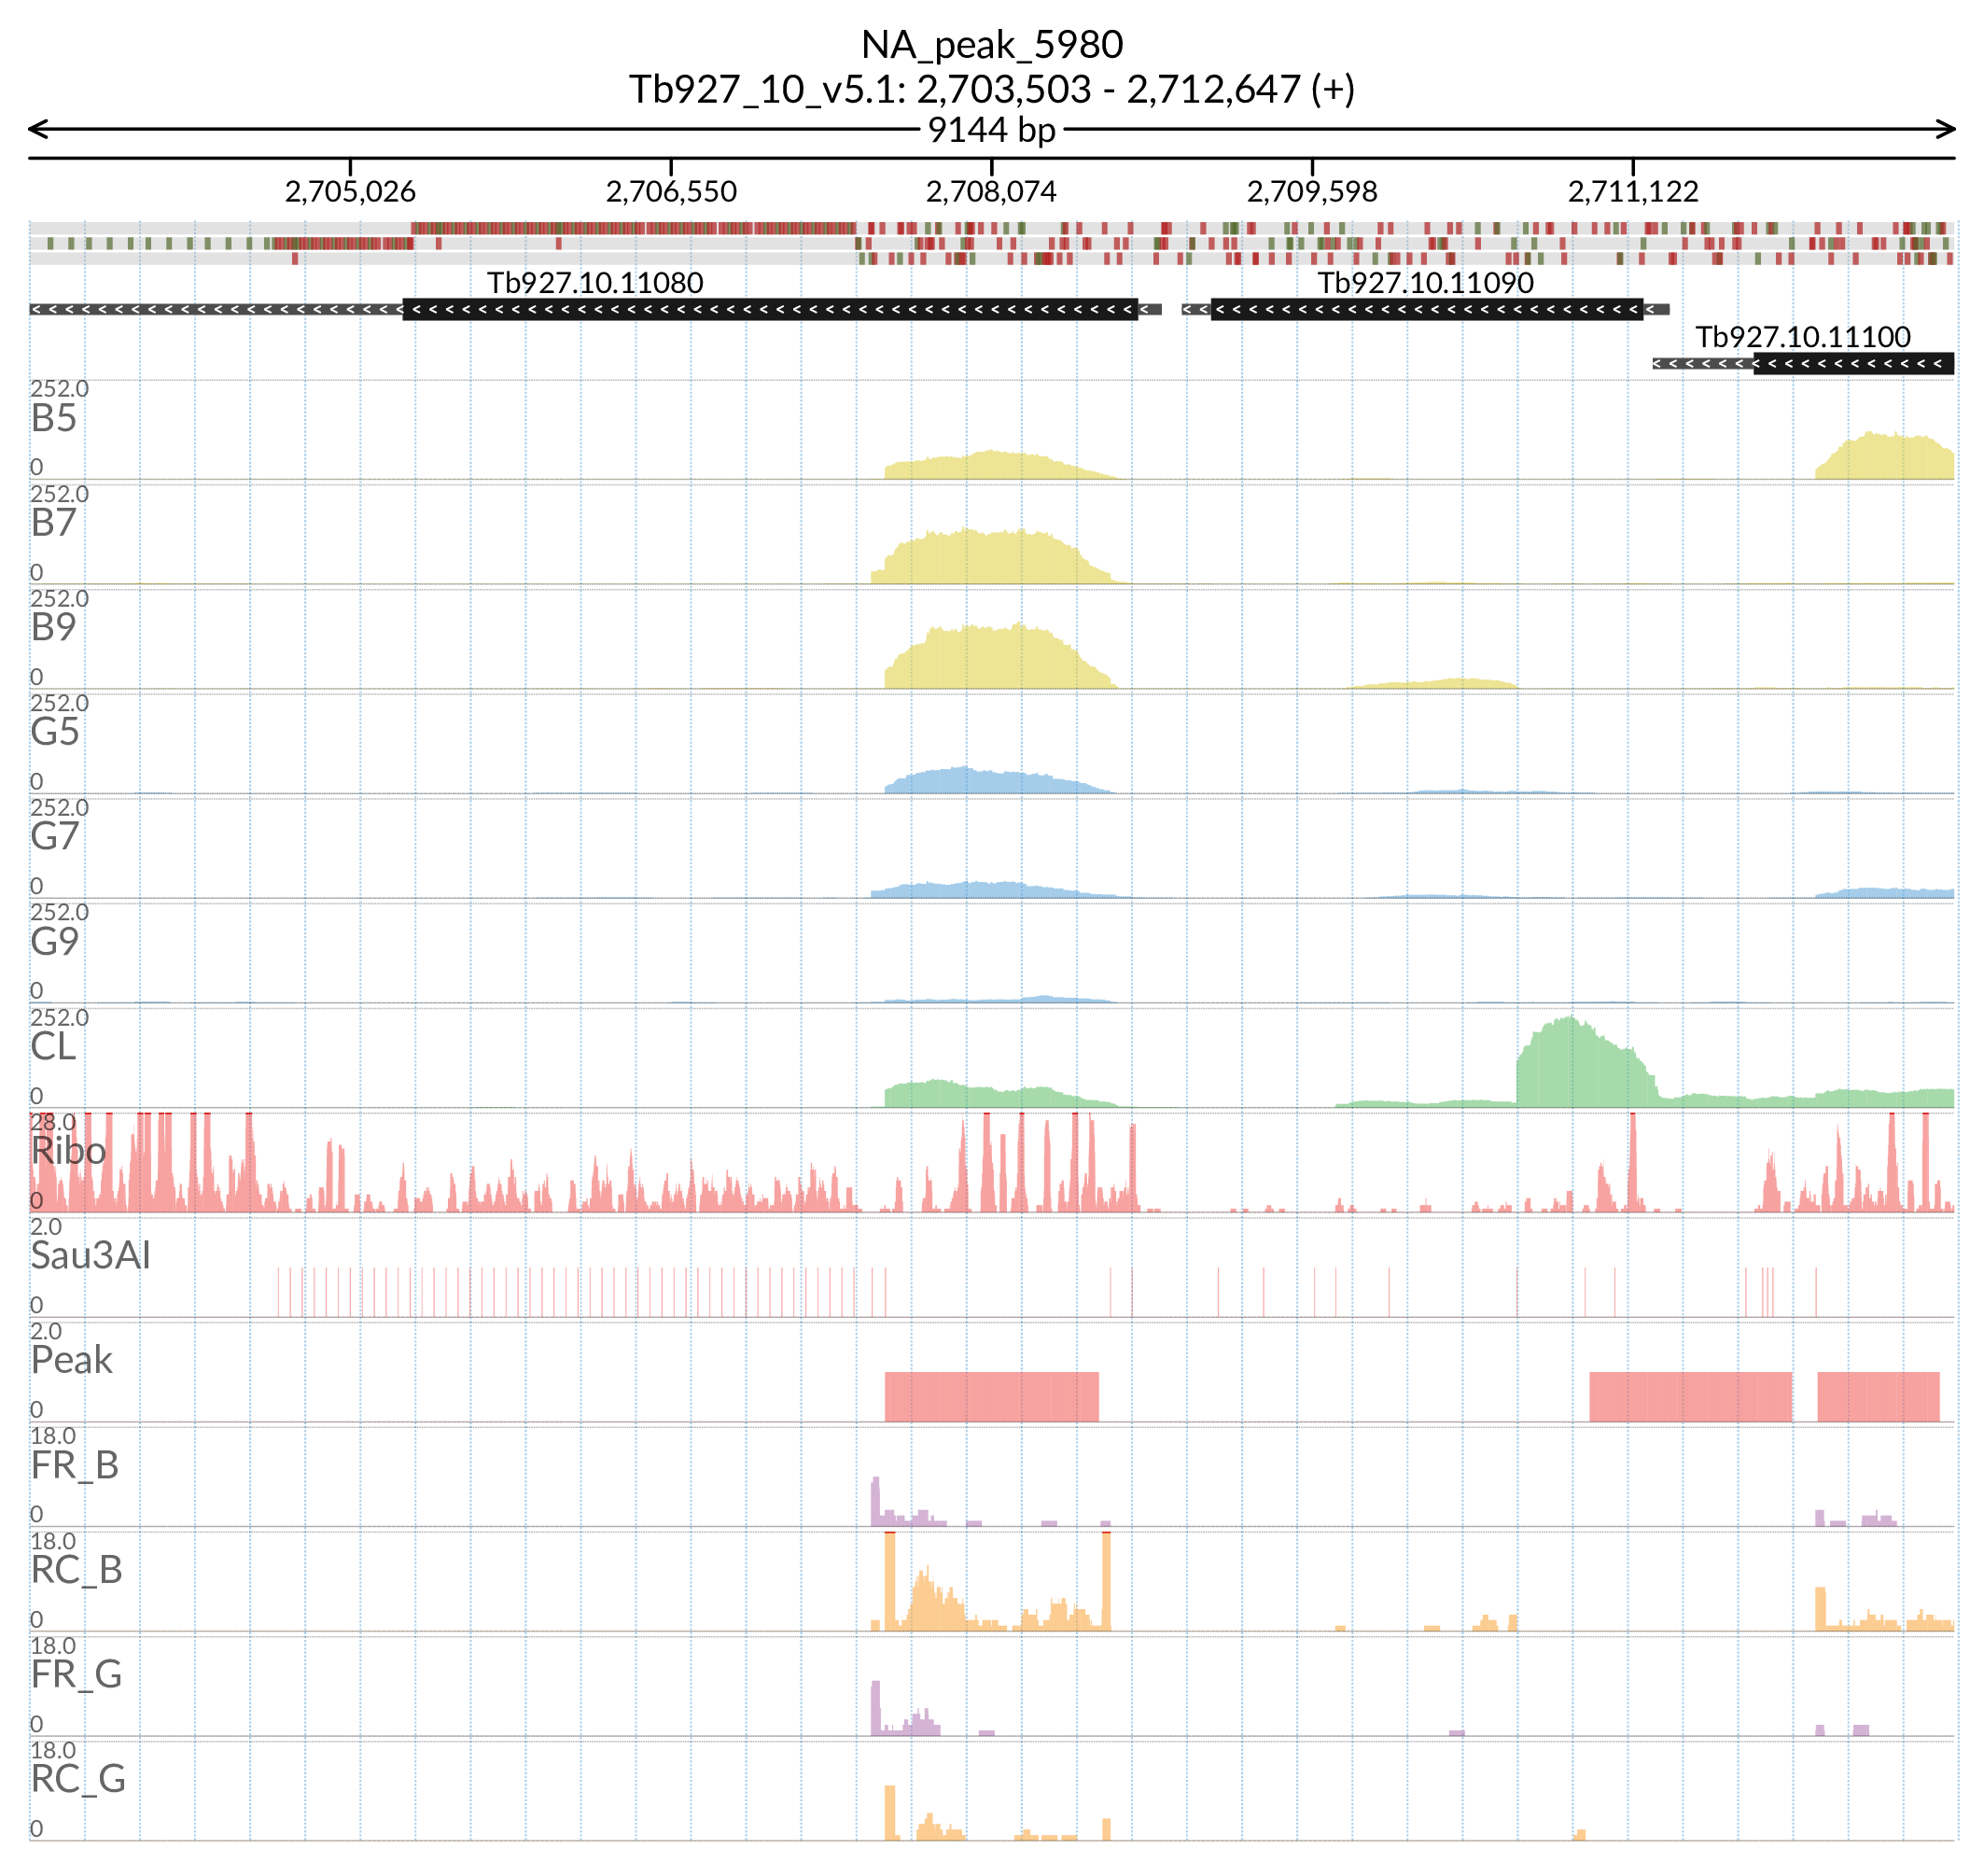 NA_peak_5980
Tb927_10_v5.1: 2,703,503 - 2,712,647 (+)
9144 bp
2,705,026 2,706,550 2,708,074 2,709,598 2,711,122
Tb927.10.11080 Tb927.10.11090
Tb927.10.11100
252.0
B5
0
252.0
B7
0
252.0
B9
0
252.0
G5
0
252.0
G7
0
252.0
G9
0
252.0
CL
0
28.0
Ribo
0
2.0
Sau3AI
0
2.0
Peak
0
18.0
FR_B
0
18.0
RC_B
0
18.0
FR_G
0
18.0
RC_G
0